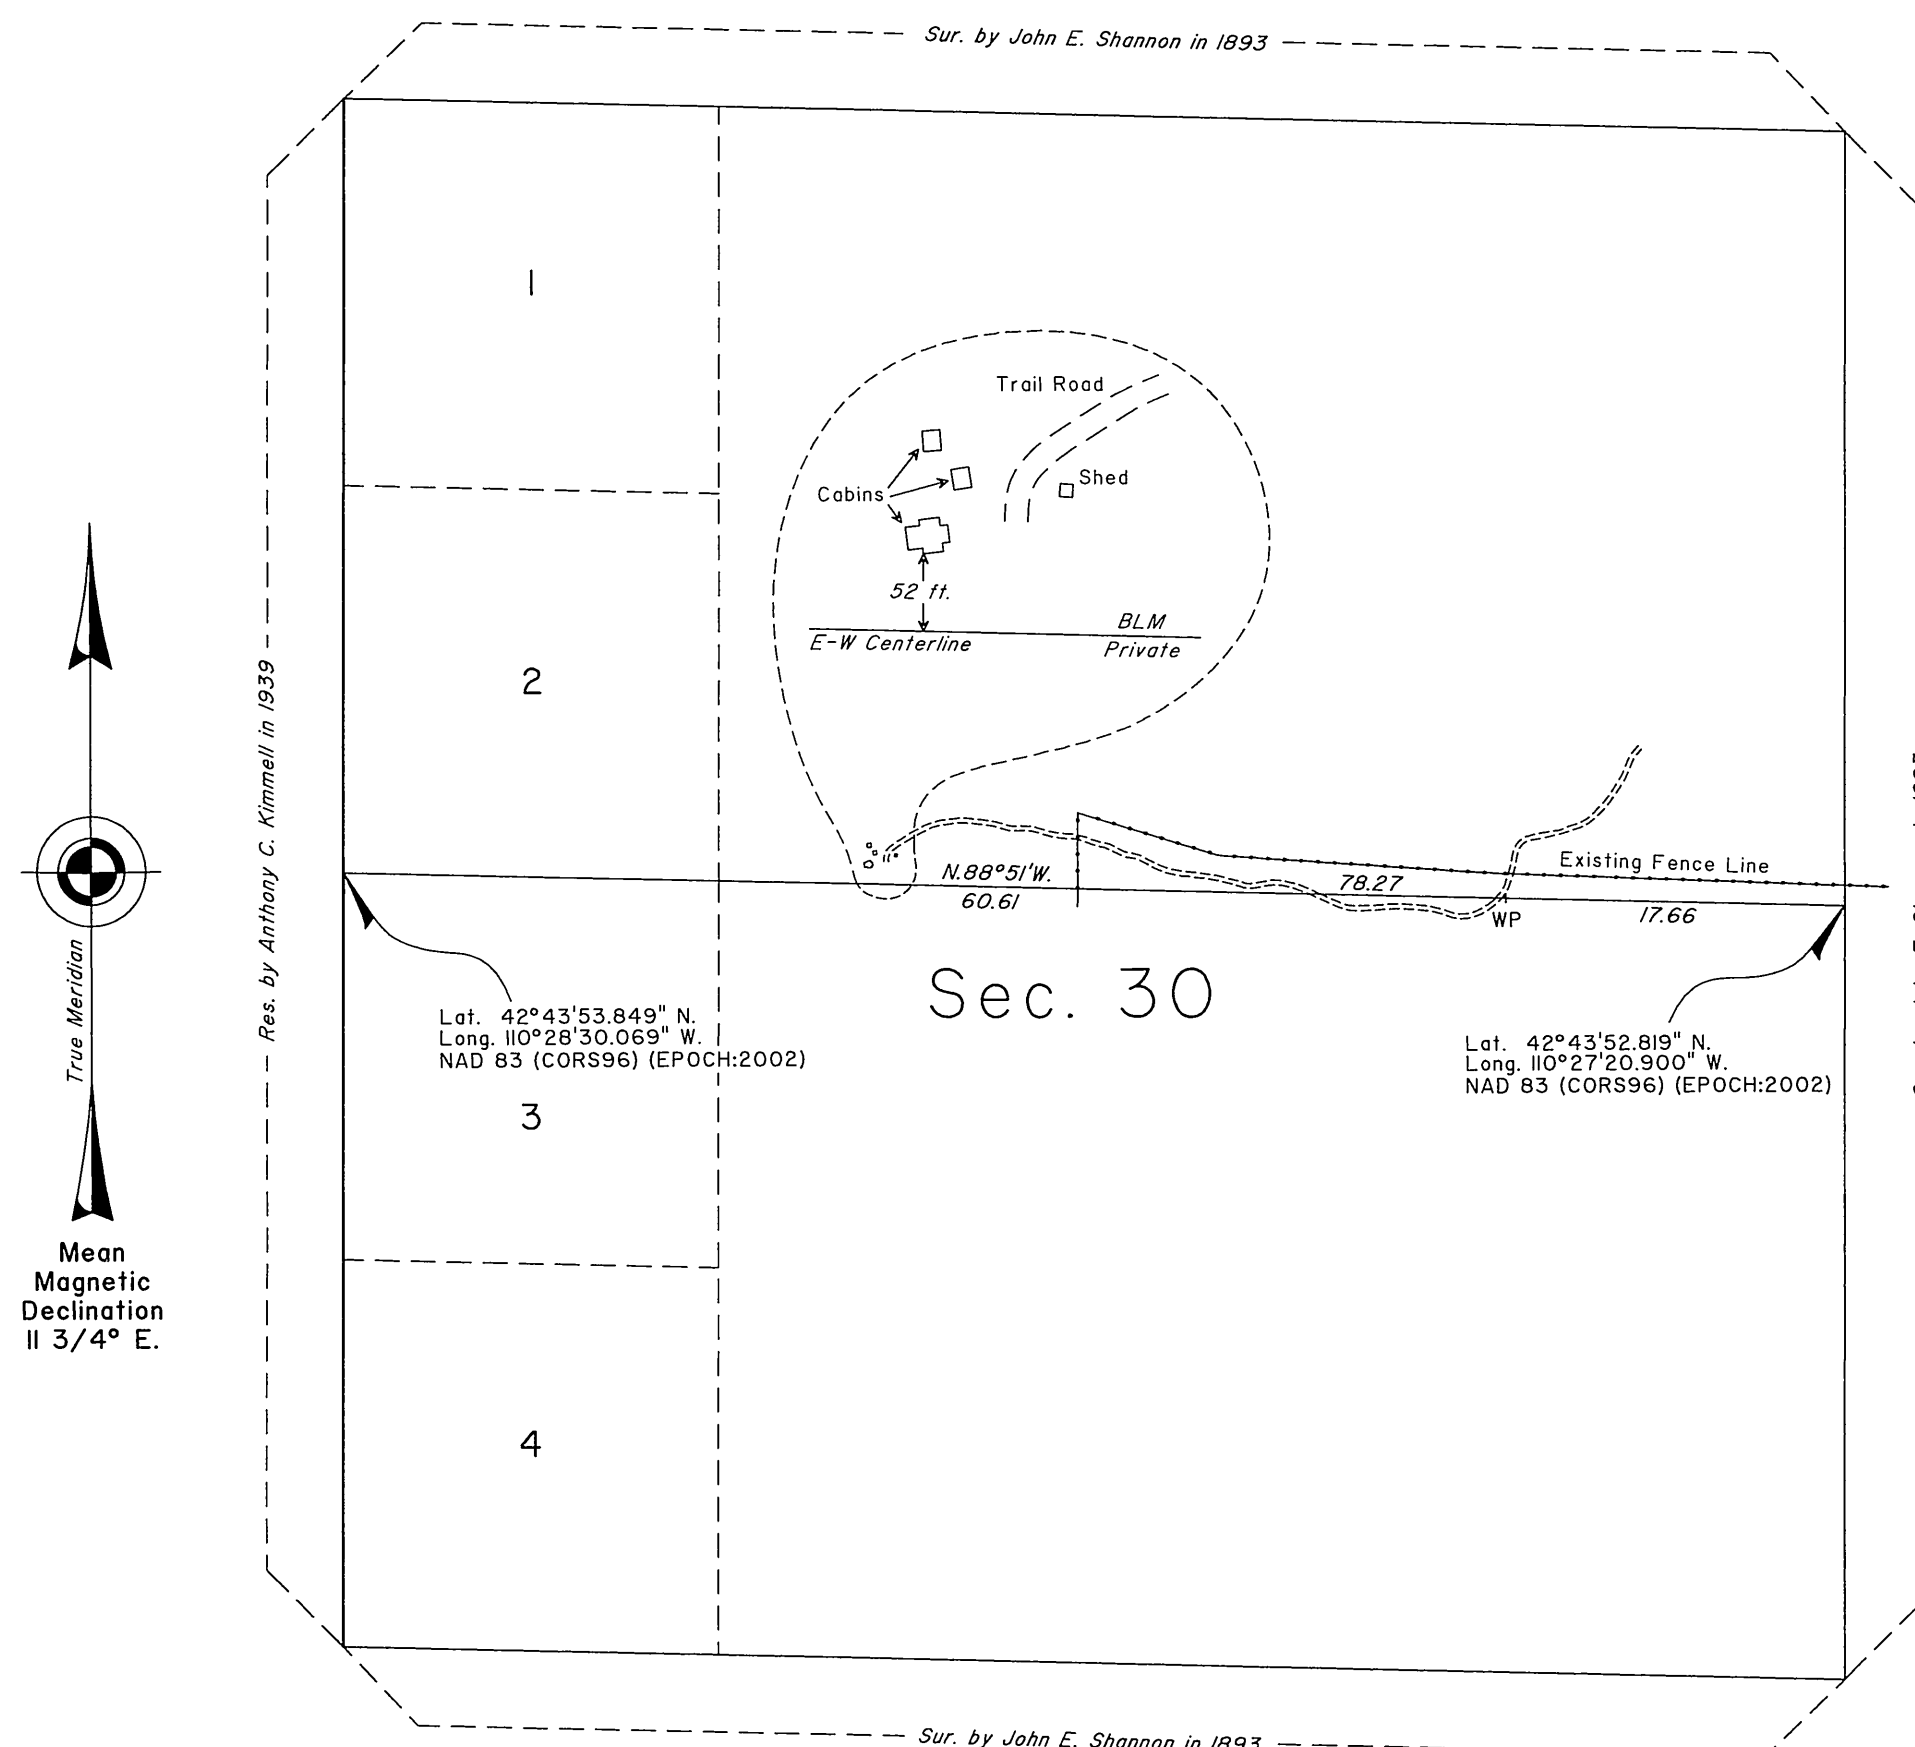 Sur. by John E. Shannon in 1893
1
Trail Road
Cabins
Shed
52 ft.
E-W Centerline
BLM
Private
2
Res. by Anthony C. Kimmell in 1939
N.88°51'W.
60.61
78.27
Existing Fence Line
WP
17.66
Sec. 30
Lat. 42°43'53.849" N.
Long. 110°28'30.069" W.
NAD 83 (CORS96) (EPOCH:2002)
Lat. 42°43'52.819" N.
Long. 110°27'20.900" W.
NAD 83 (CORS96) (EPOCH:2002)
True Meridian
3
Mean
Magnetic
Declination
11 3/4° E.
4
Sur. by John E. Shannon in 1893